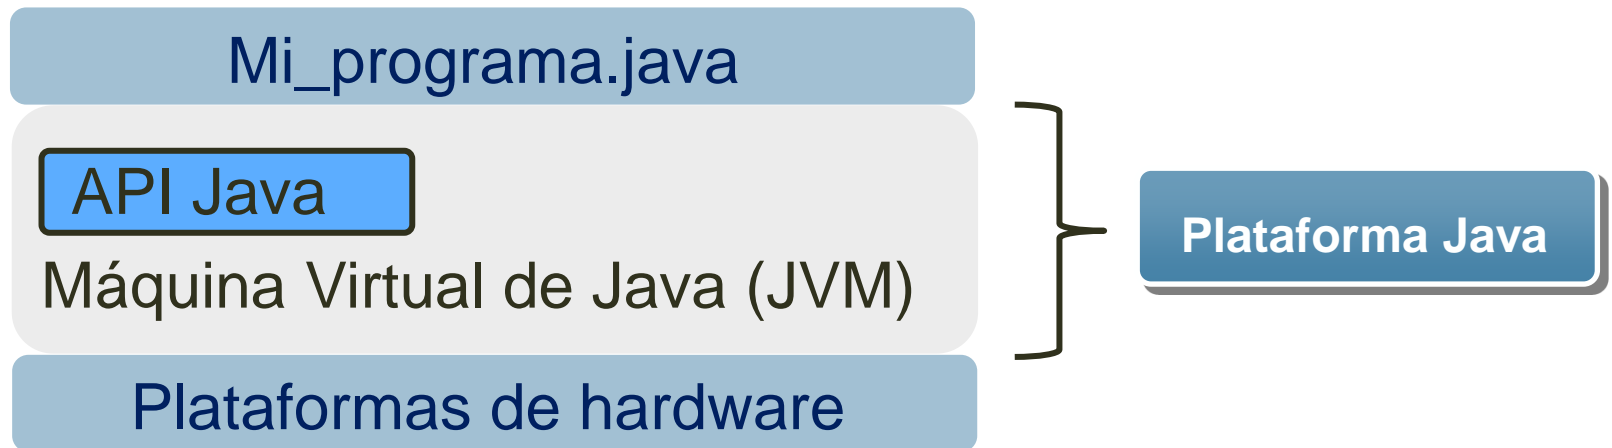 Mi_programa.java
API Java
Máquina Virtual de Java (JVM)
Plataforma Java
Plataformas de hardware